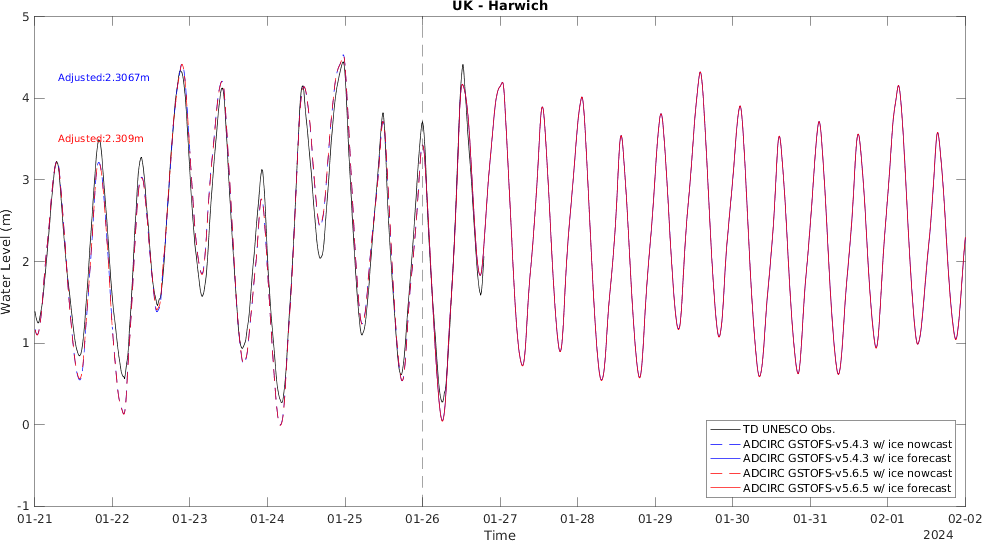 UK - Harwich
5
4
3
2
1
0
-1
Water Level (m)
Adjusted:2.3067m
Adjusted:2.309m
TD UNESCO Obs.
ADCIRC GSTOFS-v5.4.3 w/ ice nowcast
ADCIRC GSTOFS-v5.4.3 w/ ice forecast
ADCIRC GSTOFS-v5.6.5 w/ ice nowcast
ADCIRC GSTOFS-v5.6.5 w/ ice forecast
01-21 01-22 01-23 01-24 01-25 01-26 01-27 01-28 01-29 01-30 01-31 02-01 02-02
Time
2024